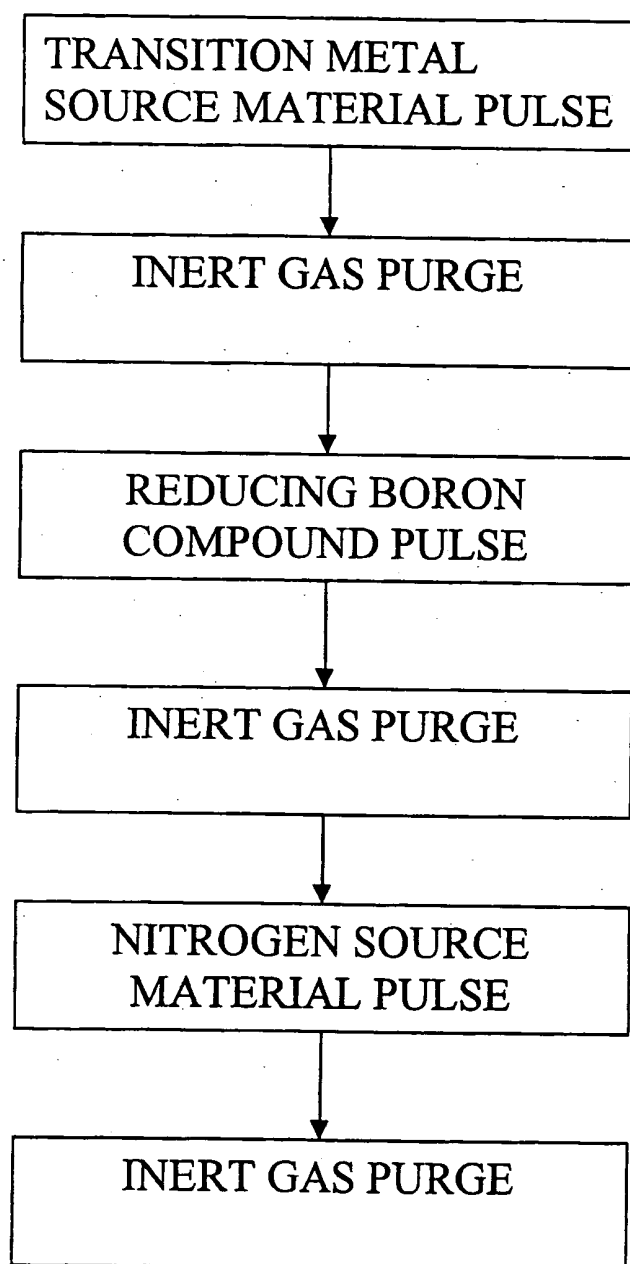 TRANSITION METAL
SOURCE MATERIAL PULSE
INERT GAS PURGE
REDUCING BORON
COMPOUND PULSE
INERT GAS PURGE
NITROGEN SOURCE
MATERIAL PULSE
INERT GAS PURGE